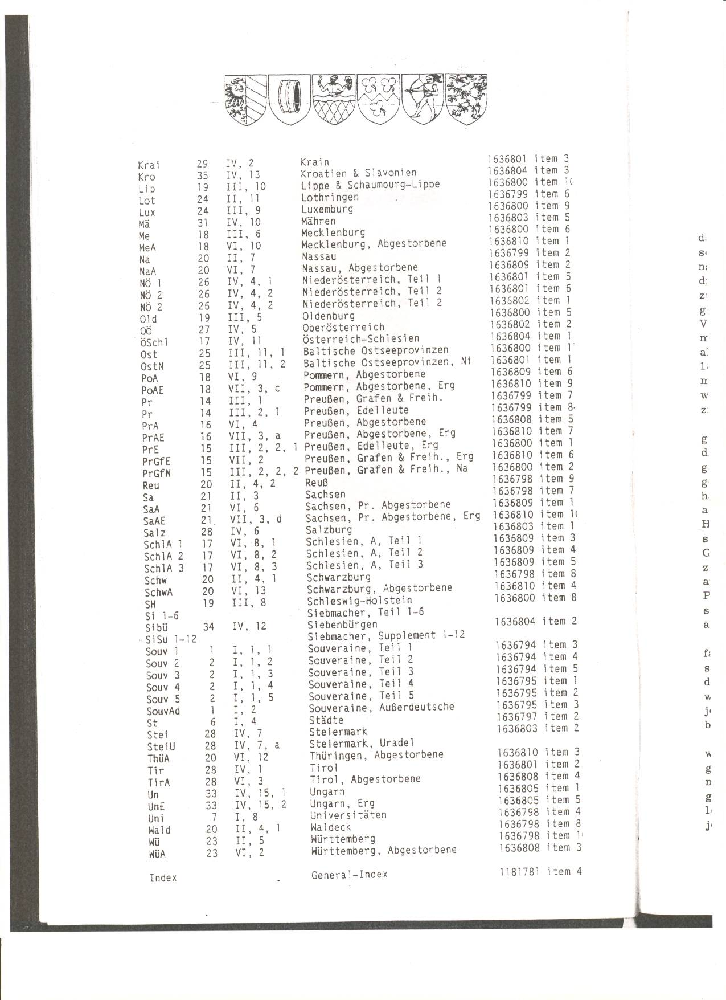 Krai 29 IV, 2 Krain 1636801 item 3
Kro 35 IV, 13 Kroatien & Slavonien 1636804 item 3
Lip 19 III, 10 Lippe & Schaumburg-Lippe 1636800 item 10
Lot 24 II, 11 Lothringen 1636799 item 6
Lux 24 III, 9 Luxemburg 1636800 item 9
Mä 31 IV, 10 Mähren 1636803 item 5
Me 18 III, 6 Mecklenburg 1636800 item 6
MeA 18 VI, 10 Mecklenburg, Abgestorbene 1636810 item 1
Na 20 II, 7 Nassau 1636799 item 2
NaA 20 VI, 7 Nassau, Abgestorbene 1636809 item 2
NÖ 1 26 IV, 4, 1 Niederösterreich, Teil 1 1636801 item 5
NÖ 2 26 IV, 4, 2 Niederösterreich, Teil 2 1636801 item 6
NÖ 2 26 IV, 4, 2 Niederösterreich, Teil 2 1636802 item 1
Old 19 III, 5 Oldenburg 1636800 item 5
OÖ 27 IV, 5 Oberösterreich 1636802 item 2
ÖSchl 17 IV, 11 Österreich-Schlesien 1636804 item 1
Ost 25 III, 11, 1 Baltische Ostseeprovinzen 1636800 item 1
OstN 25 III, 11, 2 Baltische Ostseeprovinzen, Ni 1636801 item 1
PoA 18 VI, 9 Pommern, Abgestorbene 1636809 item 6
PoAE 18 VII, 3, c Pommern, Abgestorbene, Erg 1636810 item 9
Pr 14 III, 1 Preußen, Grafen & Freih. 1636799 item 7
Pr 14 III, 2, 1 Preußen, Edelleute 1636799 item 8
PrA 16 VI, 4 Preußen, Abgestorbene 1636808 item 5
PrAE 16 VII, 3, a Preußen, Abgestorbene, Erg 1636810 item 7
PrE 15 III, 2, 2, 1 Preußen, Edelleute, Erg 1636800 item 1
PrGfE 15 VII, 2 Preußen, Grafen & Freih., Erg 1636810 item 6
PrGfN 15 III, 2, 2, 2 Preußen, Grafen & Freih., Na 1636800 item 2
Reu 20 II, 4, 2 Reuß 1636798 item 9
Sa 21 II, 3 Sachsen 1636798 item 7
SaA 21 VI, 6 Sachsen, Pr. Abgestorbene 1636809 item 1
SaAE 21 VII, 3, d Sachsen, Pr. Abgestorbene, Erg 1636810 item 10
Salz 28 IV, 6 Salzburg 1636803 item 1
SchlA 1 17 VI, 8, 1 Schlesien, A, Teil 1 1636809 item 3
SchlA 2 17 VI, 8, 2 Schlesien, A, Teil 2 1636809 item 4
SchlA 3 17 VI, 8, 3 Schlesien, A, Teil 3 1636809 item 5
Schw 20 II, 4, 1 Schwarzburg 1636798 item 8
SchwA 20 VI, 13 Schwarzburg, Abgestorbene 1636810 item 4
SH 19 III, 8 Schleswig-Holstein 1636800 item 8
Si 1-6 Siebmacher, Teil 1-6
Sibü 34 IV, 12 Siebenbürgen 1636804 item 2
SiSu 1-12 Siebmacher, Supplement 1-12
Souv 1 1 I, 1, 1 Souveraine, Teil 1 1636794 item 3
Souv 2 2 I, 1, 2 Souveraine, Teil 2 1636794 item 4
Souv 3 2 I, 1, 3 Souveraine, Teil 3 1636794 item 5
Souv 4 2 I, 1, 4 Souveraine, Teil 4 1636795 item 1
Souv 5 2 I, 1, 5 Souveraine, Teil 5 1636795 item 2
SouvAd 1 I, 2 Souveraine, Außerdeutsche 1636795 item 3
St 6 I, 4 Städte 1636797 item 2
Stei 28 IV, 7 Steiermark 1636803 item 2
SteiU 28 IV, 7, a Steiermark, Uradel
ThüA 20 VI, 12 Thüringen, Abgestorbene 1636810 item 3
Tir 28 IV, 1 Tirol 1636801 item 2
TirA 28 VI, 3 Tirol, Abgestorbene 1636808 item 4
Un 33 IV, 15, 1 Ungarn 1636805 item 1
UnE 33 IV, 15, 2 Ungarn, Erg 1636805 item 5
Uni 7 I, 8 Universitäten 1636798 item 4
Wald 20 II, 4, 1 Waldeck 1636798 item 8
Wü 23 II, 5 Württemberg 1636798 item 1
WüA 23 VI, 2 Württemberg, Abgestorbene 1636808 item 3
Index General-Index 1181781 item 4